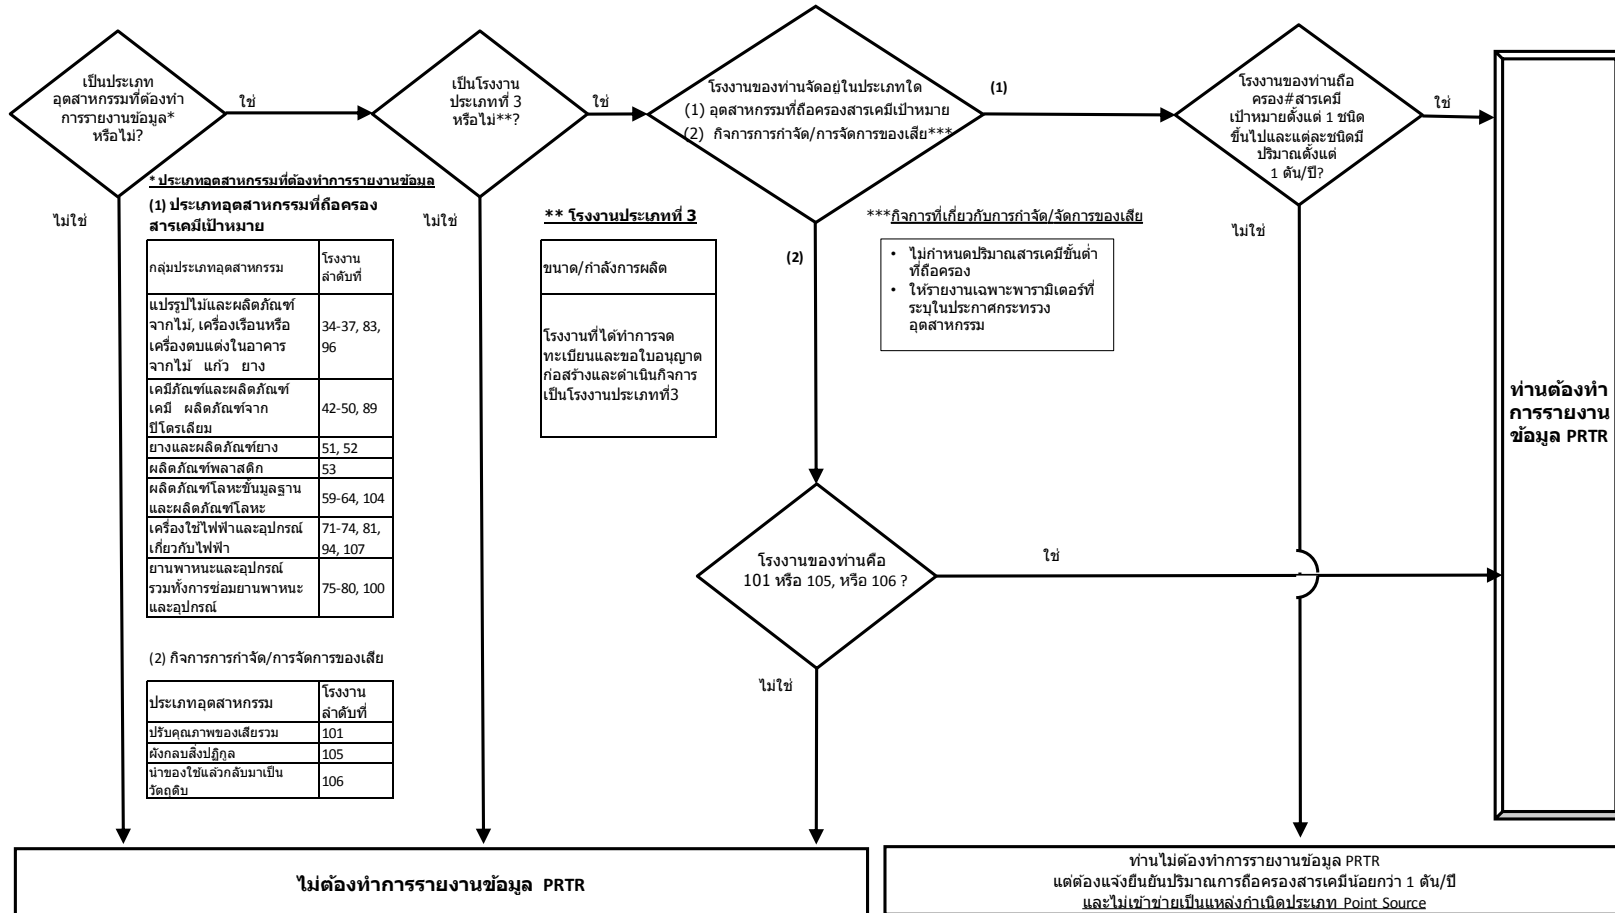 เป็นประเภท
อุตสาหกรรมที่ต้องทำ
การรายงานข้อมูล*
หรือไม่?
ใช่
ไม่ใช่
เป็นโรงงาน
ประเภทที่ 3
หรือไม่**?
ใช่
ไม่ใช่
โรงงานของท่านจัดอยู่ในประเภทใด
(1) อุตสาหกรรมที่ถือครองสารเคมีเป้าหมาย
(2) กิจการการกำจัด/การจัดการของเสีย***
(1)
(2)
โรงงานของท่านถือ
ครอง#สารเคมี
เป้าหมายตั้งแต่ 1 ชนิด
ขึ้นไปและแต่ละชนิดมี
ปริมาณตั้งแต่
1 ตัน/ปี?
ใช่
ไม่ใช่
* ประเภทอุตสาหกรรมที่ต้องทำการรายงานข้อมูล
(1) ประเภทอุตสาหกรรมที่ถือครอง
สารเคมีเป้าหมาย
กลุ่มประเภทอุตสาหกรรม
โรงงาน
ลำดับที่
แปรรูปไม้และผลิตภัณฑ์
จากไม้, เครื่องเรือนหรือ
เครื่องตบแต่งในอาคาร
จากไม้ แก้ว ยาง
34-37, 83,
96
เคมีภัณฑ์และผลิตภัณฑ์
เคมี ผลิตภัณฑ์จาก
ปิโตรเลียม
42-50, 89
ยางและผลิตภัณฑ์ยาง
51, 52
ผลิตภัณฑ์พลาสติก
53
ผลิตภัณฑ์โลหะขั้นมูลฐาน
และผลิตภัณฑ์โลหะ
59-64, 104
เครื่องใช้ไฟฟ้าและอุปกรณ์
เกี่ยวกับไฟฟ้า
71-74, 81,
94, 107
ยานพาหนะและอุปกรณ์
รวมทั้งการซ่อมยานพาหนะ
และอุปกรณ์
75-80, 100
(2) กิจการการกำจัด/การจัดการของเสีย
ประเภทอุตสาหกรรม
โรงงาน
ลำดับที่
ปรับคุณภาพของเสียรวม
101
ฝังกลบสิ่งปฏิกูล
105
นำของใช้แล้วกลับมาเป็น
วัตถุดิบ
106
** โรงงานประเภทที่ 3
ขนาด/กำลังการผลิต
โรงงานที่ได้ทำการจด
ทะเบียนและขอใบอนุญาต
ก่อสร้างและดำเนินกิจการ
เป็นโรงงานประเภทที่3
***กิจการที่เกี่ยวกับการกำจัด/จัดการของเสีย
• ไม่กำหนดปริมาณสารเคมีขั้นต่ำ
ที่ถือครอง
• ให้รายงานเฉพาะพารามิเตอร์ที่
ระบุในประกาศกระทรวง
อุตสาหกรรม
โรงงานของท่านคือ
101 หรือ 105, หรือ 106 ?
ใช่
ไม่ใช่
ท่านต้องทำ
การรายงาน
ข้อมูล PRTR
ไม่ต้องทำการรายงานข้อมูล PRTR
ท่านไม่ต้องทำการรายงานข้อมูล PRTR
แต่ต้องแจ้งยืนยันปริมาณการถือครองสารเคมีน้อยกว่า 1 ตัน/ปี
และไม่เข้าข่ายเป็นแหล่งกำเนิดประเภท Point Source